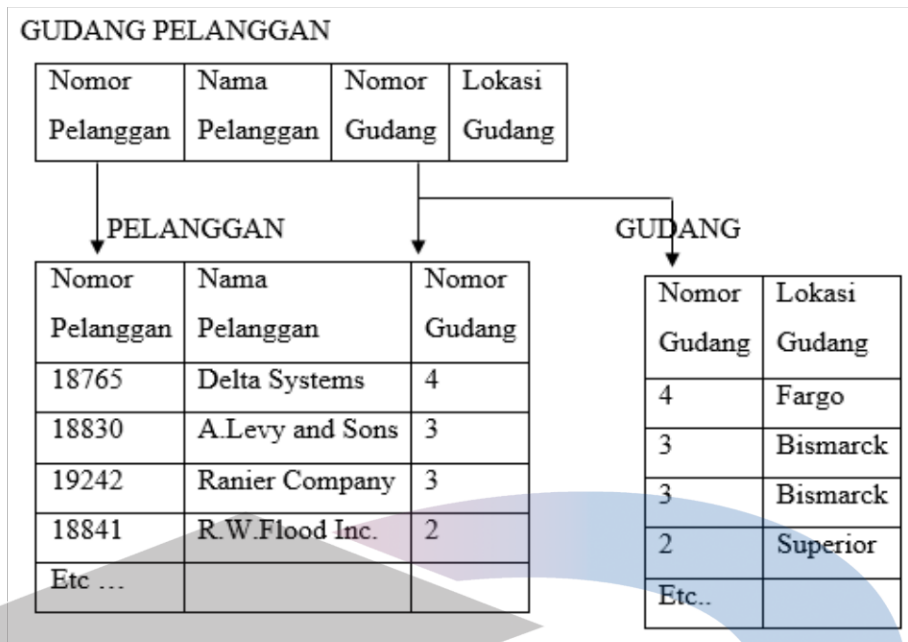 GUDANG PELANGGAN
Nomor Pelanggan Nama Pelanggan Nomor Gudang Lokasi Gudang
PELANGGAN
Nomor Pelanggan Nama Pelanggan Nomor Gudang
18765 Delta Systems 4
18830 A.Levy and Sons 3
19242 Ranier Company 3
18841 R.W.Flood Inc. 2
Etc ...
GUDANG
Nomor Gudang Lokasi Gudang
4 Fargo
3 Bismarck
3 Bismarck
2 Superior
Etc..